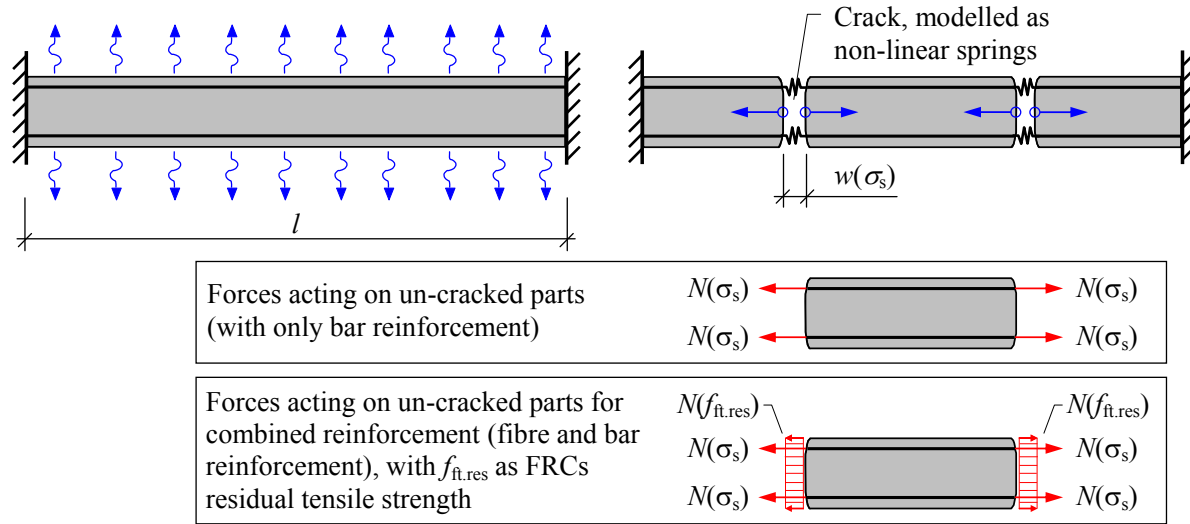 Crack, modelled as
non-linear springs
w(σs)
l
Forces acting on un-cracked parts
(with only bar reinforcement)
N(σs) N(σs)
N(σs) N(σs)
Forces acting on un-cracked parts for
combined reinforcement (fibre and bar
reinforcement), with fft.res as FRCs
residual tensile strength
N(fft.res) N(fft.res)
N(σs) N(σs)
N(σs) N(σs)